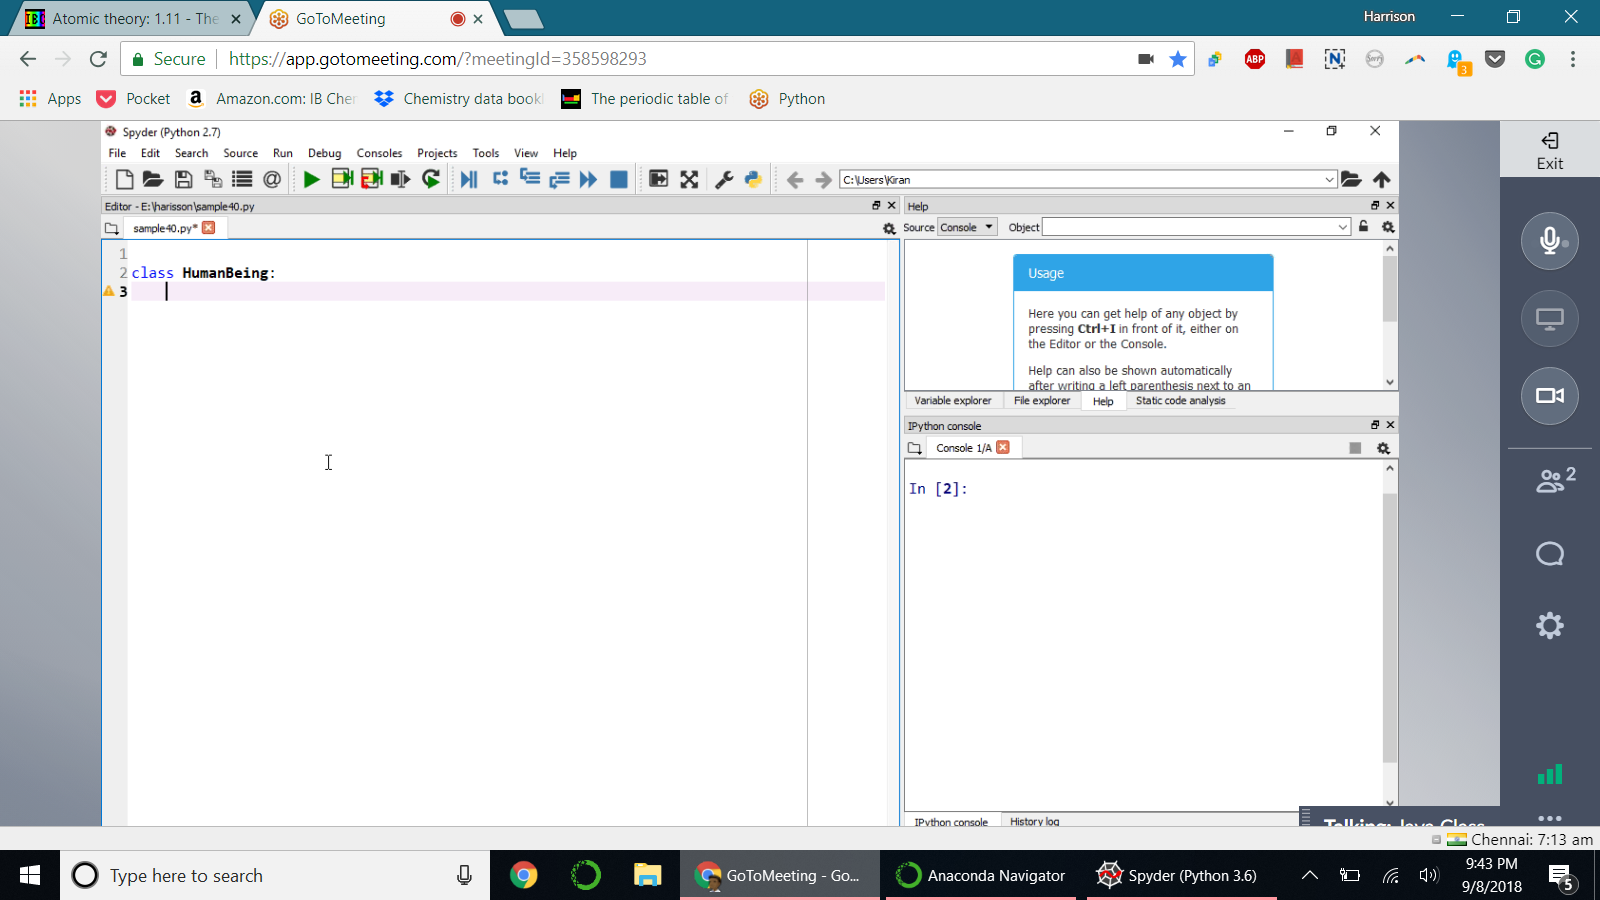 Atomic theory: 1.11 - The
GoToMeeting
Harrison
Secure
https://app.gotomeeting.com/?meetingId=358598293
ABP
3
Apps
Pocket
Amazon.com: IB Cher
Chemistry data book
The periodic table of
Python
Spyder (Python 2.7)
File Edit Search Source Run Debug Consoles Projects Tools View Help
C:\Users\Kiran
Editor - E:\harisson\sample40.py
Help
sample40.py*
Source Console
Object
1
2 class HumanBeing:
3
Usage
Here you can get help of any object by
pressing Ctrl+I in front of it, either on
the Editor or the Console.
Help can also be shown automatically
after writing a left parenthesis next to an
Variable explorer File explorer Help Static code analysis
IPython console
Console 1/A
In [2]:
IPython console History log
Exit
2
Talking: Java Class
Chennai: 7:13 am
Type here to search
GoToMeeting - Go...
Anaconda Navigator
Spyder (Python 3.6)
9:43 PM
9/8/2018
5